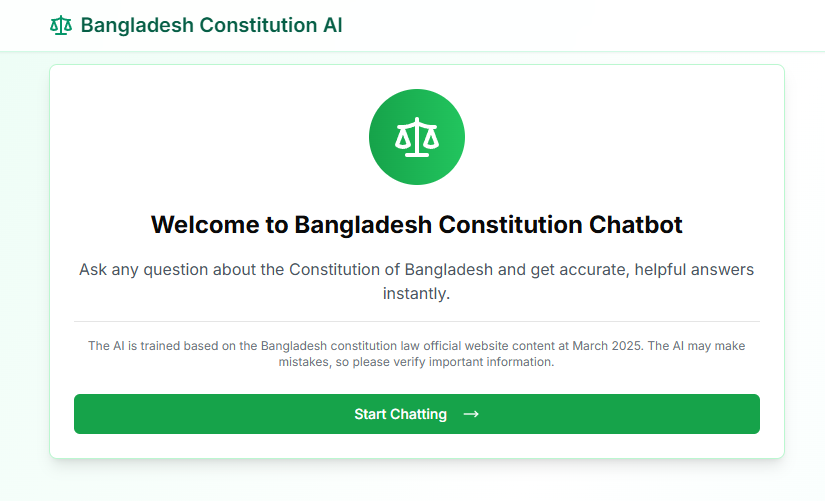 Bangladesh Constitution AI
Welcome to Bangladesh Constitution Chatbot
Ask any question about the Constitution of Bangladesh and get accurate, helpful answers
instantly.
The AI is trained based on the Bangladesh constitution law official website content at March 2025. The AI may make
mistakes, so please verify important information.
Start Chatting →